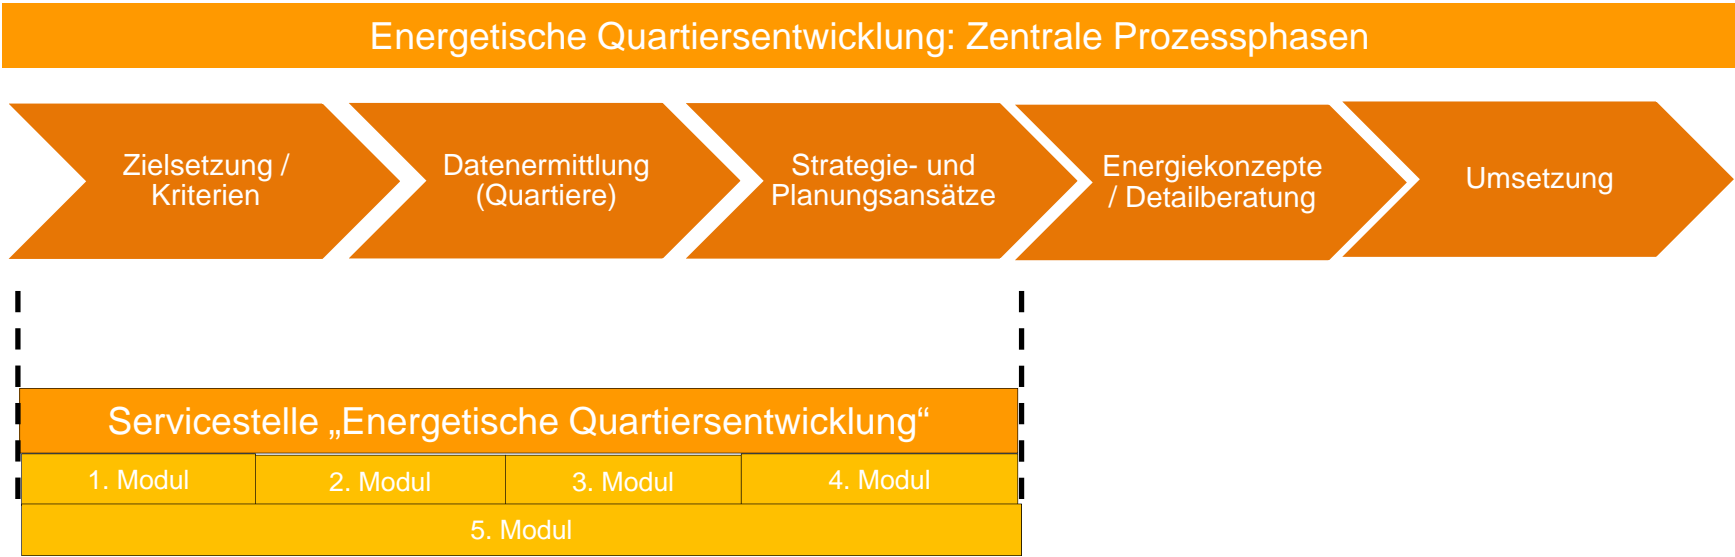 Energetische Quartiersentwicklung: Zentrale Prozessphasen
Zielsetzung /
Kriterien
Datenermittlung
(Quartiere)
Strategie- und
Planungsansätze
Energiekonzepte
/ Detailberatung
Umsetzung
Servicestelle „Energetische Quartiersentwicklung“
1. Modul
2. Modul
3. Modul
4. Modul
5. Modul